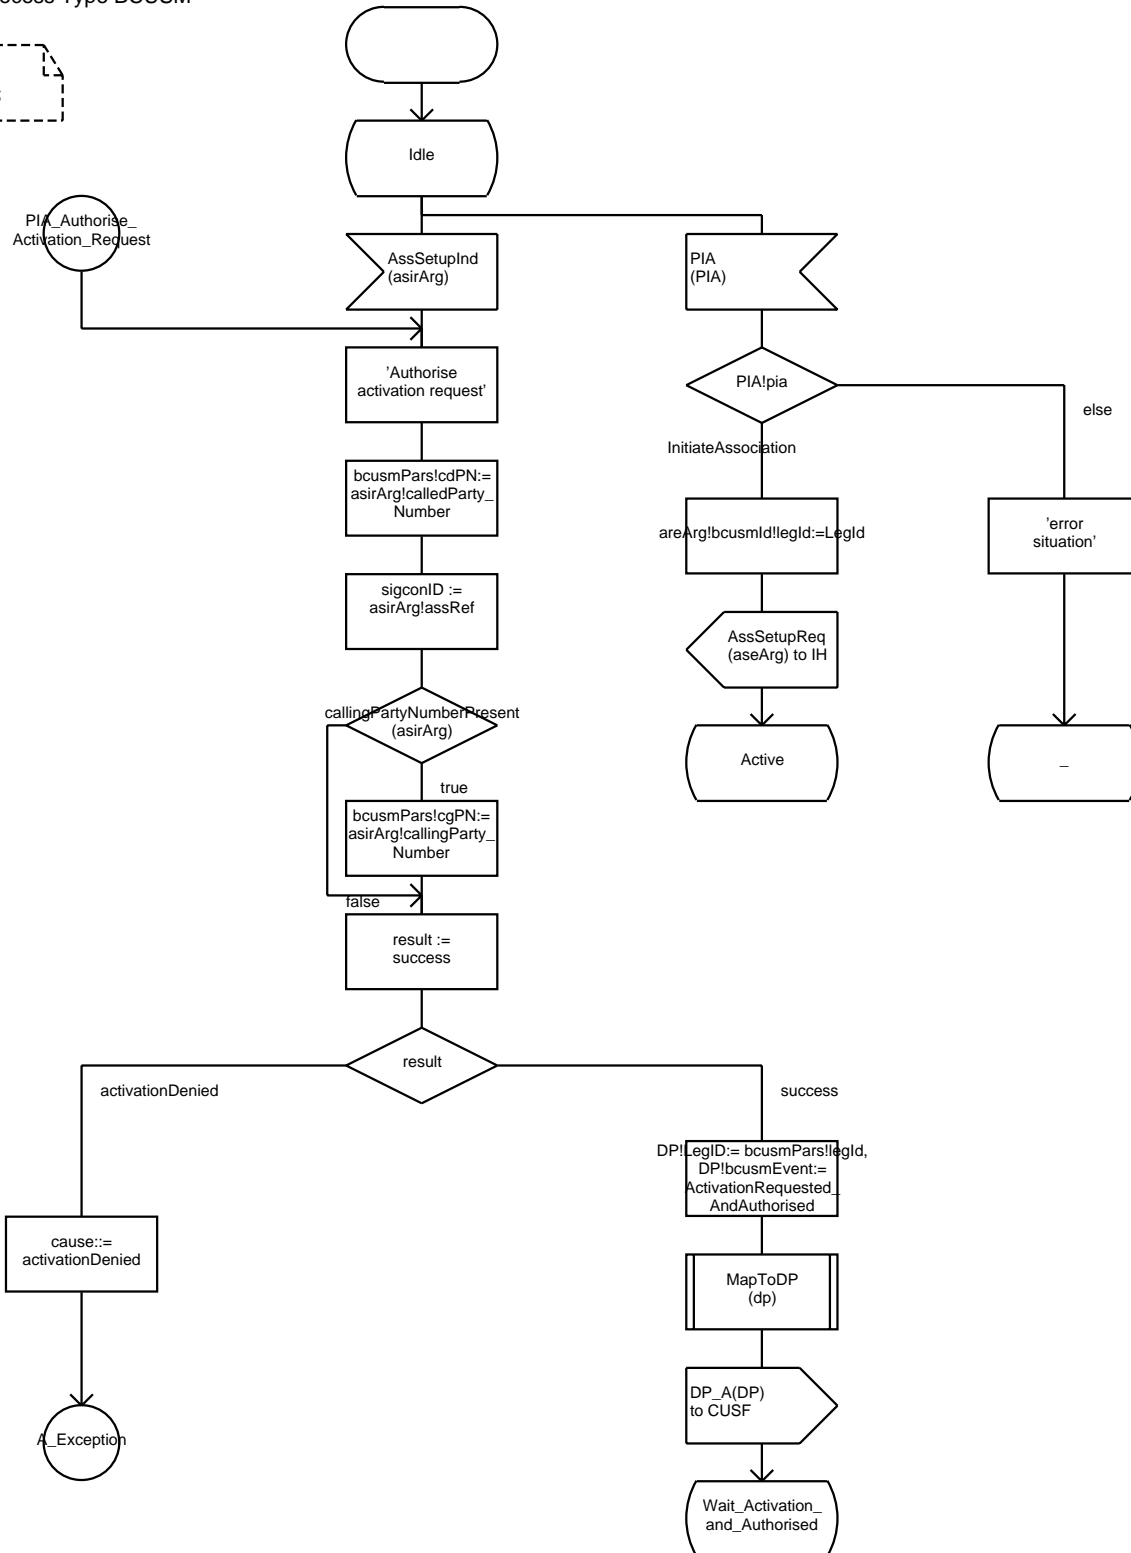 Type BCUSM
Idle
PIA_Authorise_
Activation_Request
AssSetupInd
(asirArg)
PIA
(PIA)
'Authorise
activation request'
PIA!pia
else
InitiateAssociation
bcusmPars!cdPN:=
asirArg!calledParty_
Number
areArg!bcusmId!legId:=LegId
'error
situation'
sigconID :=
asirArg!assRef
AssSetupReq
(aseArg) to IH
callingPartyNumberPresent
(asirArg)
Active
_
true
bcusmPars!cgPN:=
asirArg!callingParty_
Number
false
result :=
success
result
activationDenied
success
DP!LegID:= bcusmPars!legId,
DP!bcusmEvent:=
ActivationRequested_
AndAuthorised
cause::=
activationDenied
MapToDP
(dp)
DP_A(DP)
to CUSF
A_Exception
Wait_Activation_
and_Authorised